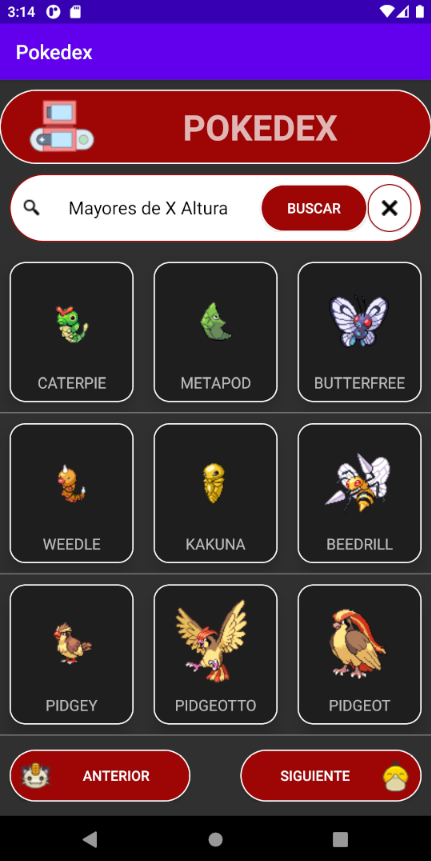 3:14
Pokedex
POKEDEX
Mayores de X Altura
BUSCAR
CATERPIE
METAPOD
BUTTERFREE
WEEDLE
KAKUNA
BEEDRILL
PIDGEY
PIDGEOTTO
PIDGEOT
ANTERIOR
SIGUIENTE